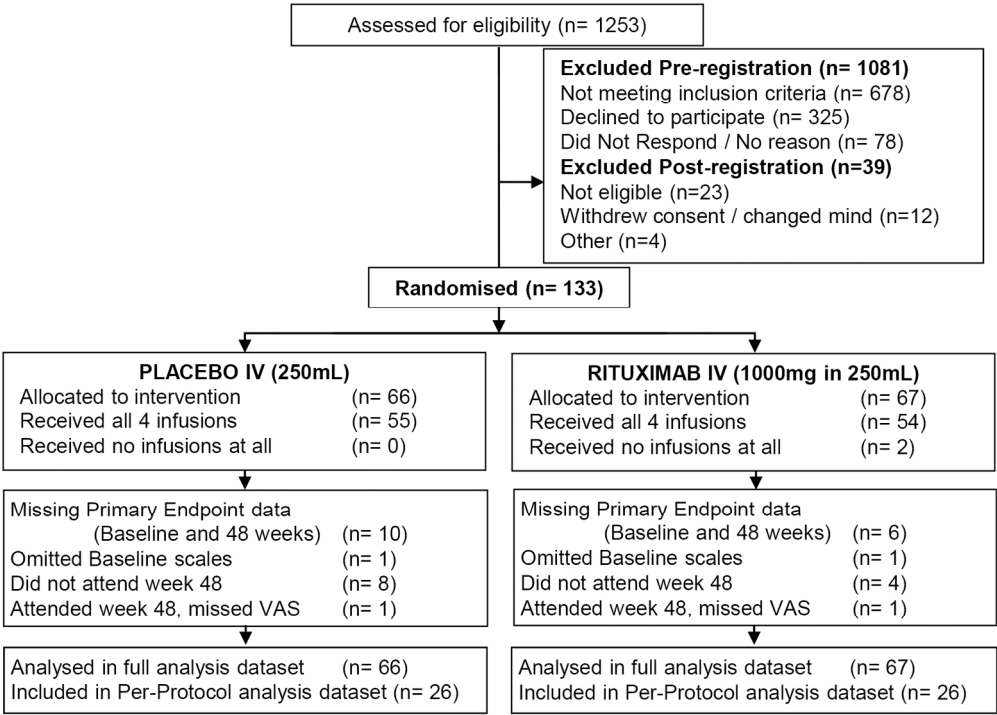 Assessed for eligibility (n= 1253)
Excluded Pre-registration (n= 1081)
Not meeting inclusion criteria (n= 678)
Declined to participate (n= 325)
Did Not Respond / No reason (n= 78)
Excluded Post-registration (n=39)
Not eligible (n=23)
Withdrew consent / changed mind (n=12)
Other (n=4)
Randomised (n= 133)
PLACEBO IV (250mL)
Allocated to intervention (n= 66)
Received all 4 infusions (n= 55)
Received no infusions at all (n= 0)
RITUXIMAB IV (1000mg in 250mL)
Allocated to intervention (n= 67)
Received all 4 infusions (n= 54)
Received no infusions at all (n= 2)
Missing Primary Endpoint data
(Baseline and 48 weeks) (n= 10)
Omitted Baseline scales (n= 1)
Did not attend week 48 (n= 8)
Attended week 48, missed VAS (n= 1)
Missing Primary Endpoint data
(Baseline and 48 weeks) (n= 6)
Omitted Baseline scales (n= 1)
Did not attend week 48 (n= 4)
Attended week 48, missed VAS (n= 1)
Analysed in full analysis dataset (n= 66)
Included in Per-Protocol analysis dataset (n= 26)
Analysed in full analysis dataset (n= 67)
Included in Per-Protocol analysis dataset (n= 26)